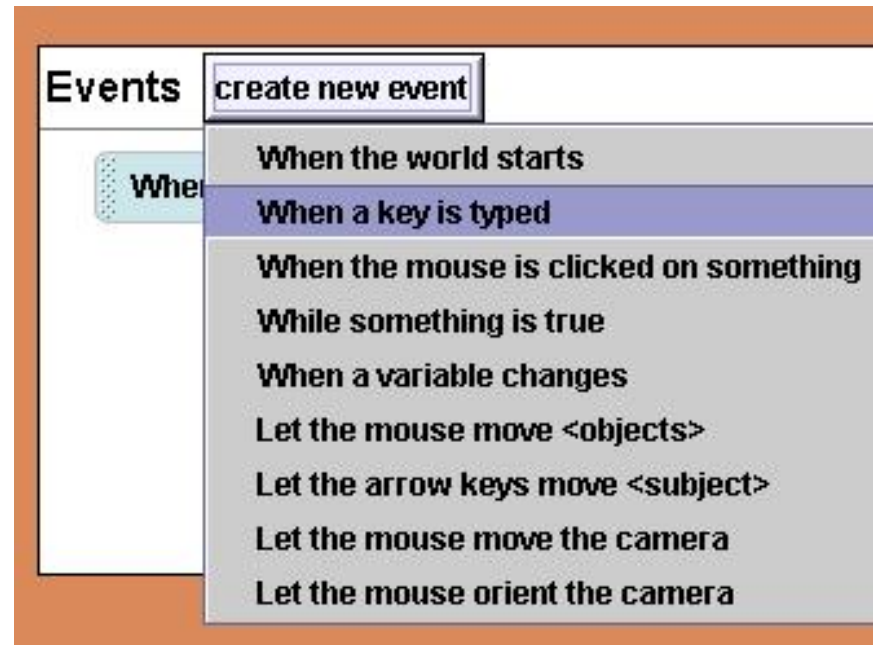 Events create new event
When the world starts
When a key is typed
When the mouse is clicked on something
While something is true
When a variable changes
Let the mouse move <objects>
Let the arrow keys move <subject>
Let the mouse move the camera
Let the mouse orient the camera